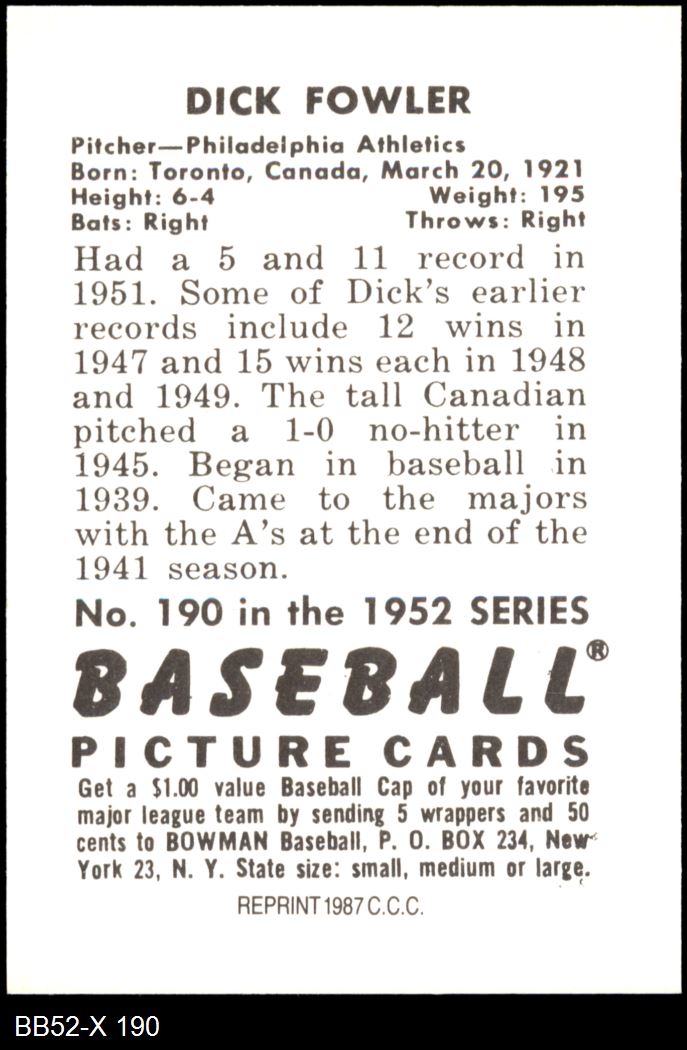 DICK FOWLER
Pitcher—Philadelphia Athletics
Born: Toronto, Canada, March 20, 1921
Height: 6-4 Weight: 195
Bats: Right Throws: Right
Had a 5 and 11 record in
1951. Some of Dick's earlier
records include 12 wins in
1947 and 15 wins each in 1948
and 1949. The tall Canadian
pitched a 1-0 no-hitter in
1945. Began in baseball in
1939. Came to the majors
with the A's at the end of the
1941 season.
No. 190 in the 1952 SERIES
BASEBALL®
PICTURE CARDS
Get a $1.00 value Baseball Cap of your favorite
major league team by sending 5 wrappers and 50
cents to BOWMAN Baseball, P. O. BOX 234, New
York 23, N. Y. State size: small, medium or large.
REPRINT 1987 C.C.C.
BB52-X 190